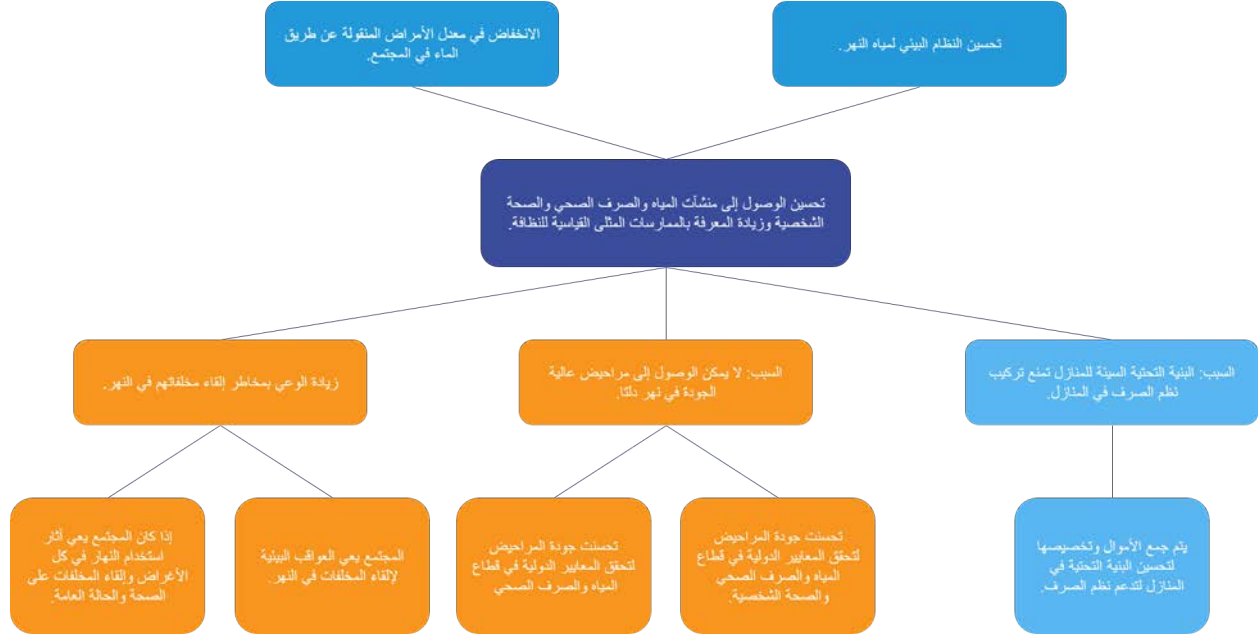 تحسين النظام البيئي لمياه النهر.
الانخفاض في معدل الأمراض المنقولة عن طريق
الماء في المجتمع.
تحسين الوصول إلى منشآت المياه والصرف الصحي والصحة
الشخصية وزيادة المعرفة بالممارسات المثلى القياسية للنظافة.
السبب: البنية التحتية السيئة للمنازل تمنع تركيب
نظم الصرف في المنازل.
السبب: لا يمكن الوصول إلى مراحيض عالية
الجودة في نهر دلتا.
زيادة الوعي بمخاطر إلقاء مخلفاتهم في النهر.
يتم جمع الأموال وتخصيصها
لتحسين البنية التحتية في
المنازل لتدعم نظم الصرف.
تحسنت جودة المراحيض
لتحقق المعايير الدولية في قطاع
المياه والصرف الصحي
والصحة الشخصية.
تحسنت جودة المراحيض
لتحقق المعايير الدولية في قطاع
المياه والصرف الصحي
المجتمع يعي العواقب البيئية
لإلقاء المخلفات في النهر.
إذا كان المجتمع يعي آثار
استخدام النهار في كل
الأغراض وإلقاء المخلفات على
الصحة والحالة العامة.